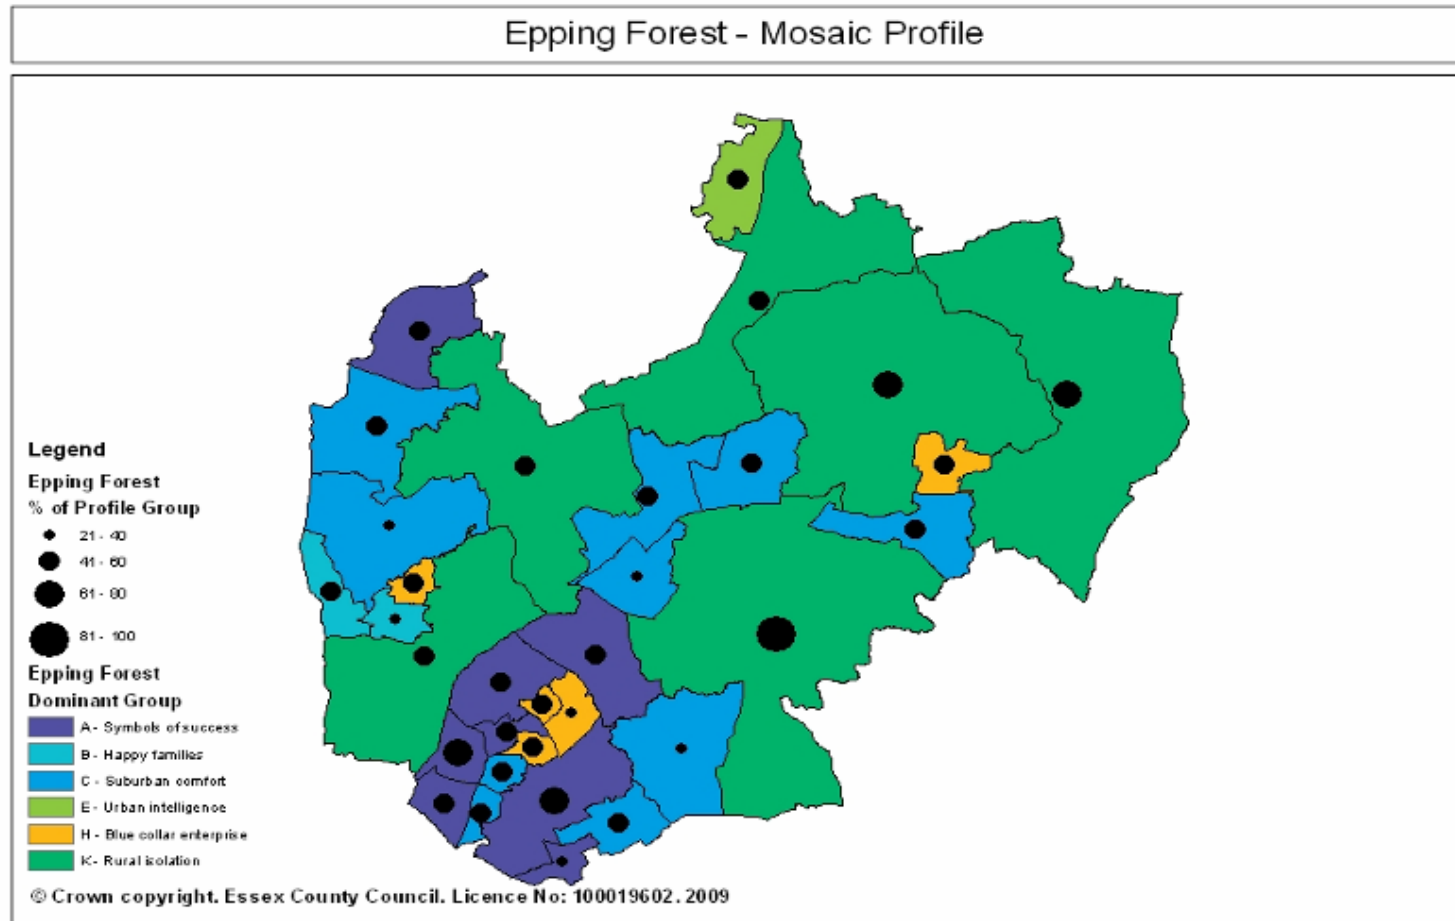 Epping Forest - Mosaic Profile
Legend
Epping Forest
% of Profile Group
21 - 40
41 - 60
61 - 80
81 - 100
Epping Forest
Dominant Group
A - Symbols of success
B - Happy families
C - Suburban comfort
E - Urban intelligence
H - Blue collar enterprise
K - Rural isolation
© Crown copyright. Essex County Council. Licence No: 100019602. 2009